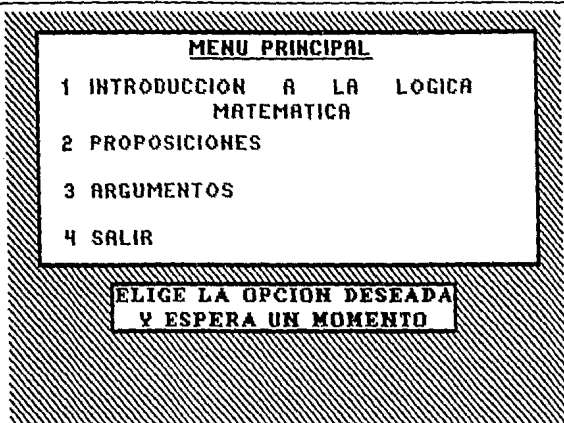 MENU PRINCIPAL
1 INTRODUCCION A LA LOGICA
MATEMATICA
2 PROPOSICIONES
3 ARGUMENTOS
4 SALIR
ELIGE LA OPCION DESEADA
Y ESPERA UN MOMENTO